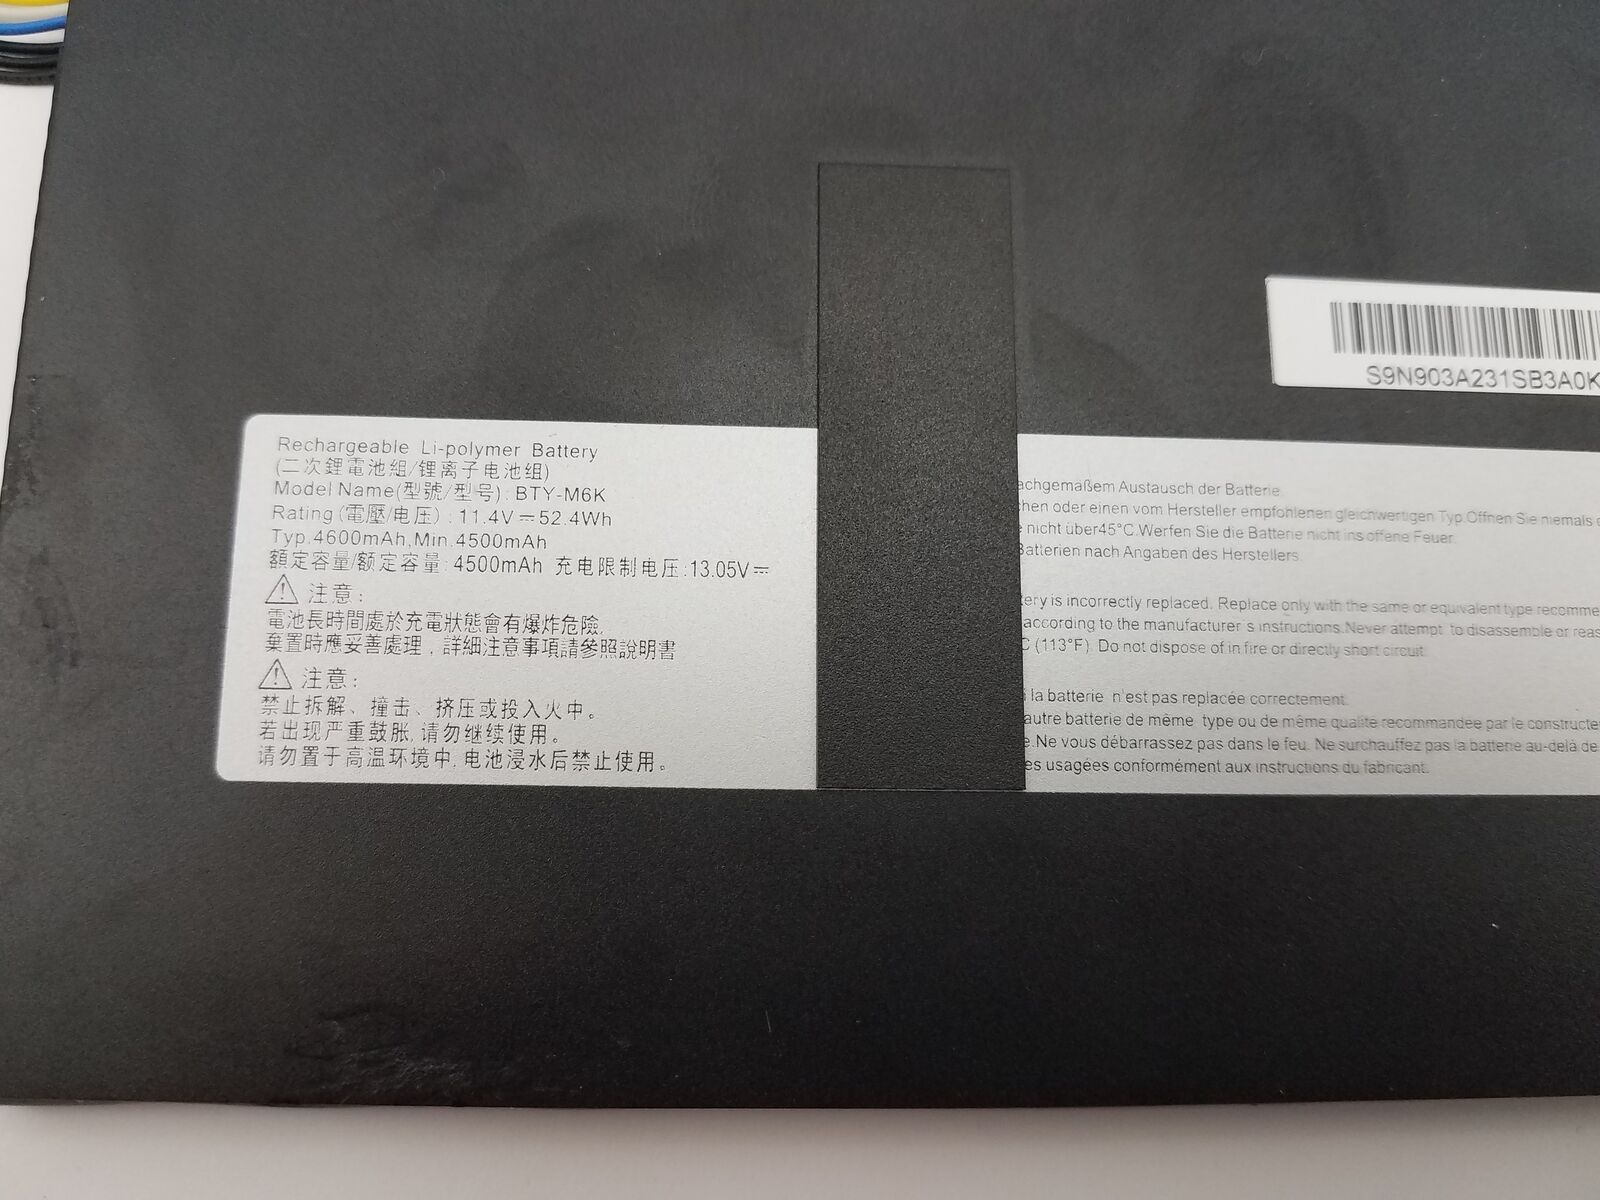 S9N903A231SB3A0K
Rechargeable Li-polymer Battery
(二次鋰電池組/锂离子电池组)
Model Name(型號/型号): BTY-M6K
Rating(電壓/电压) : 11.4V⎓52.4Wh
Typ.4600mAh,Min.4500mAh
額定容量/额定容量: 4500mAh 充电限制电压:13.05V⎓
注意:
電池長時間處於充電狀態會有爆炸危險.
棄置時應妥善處理，詳細注意事項請參照說明書
注意:
禁止拆解、撞击、挤压或投入火中。
若出现严重鼓胀,请勿继续使用。
请勿置于高温环境中,电池浸水后禁止使用。
achgemaßem Austausch der Batterie.
chen oder einen vom Hersteller empfohlenen gleichwertigen Typ.Offnen Sie niemals
nicht über45°C.Werfen Sie die Batterie nicht ins offene Feuer.
Batterien nach Angaben des Herstellers.
tery is incorrectly replaced. Replace only with the same or equivalent type recomme
according to the manufacturer's instructions.Never attempt to disassemble or reas
C (113°F). Do not dispose of in fire or directly short circuit.
la batterie n'est pas replacée correctement.
autre batterie de même type ou de même qualité recommandée par le constructe
e.Ne vous débarrassez pas dans le feu. Ne surchauffez pas la batterie au-delà de
es usagées conformément aux instructions du fabricant.